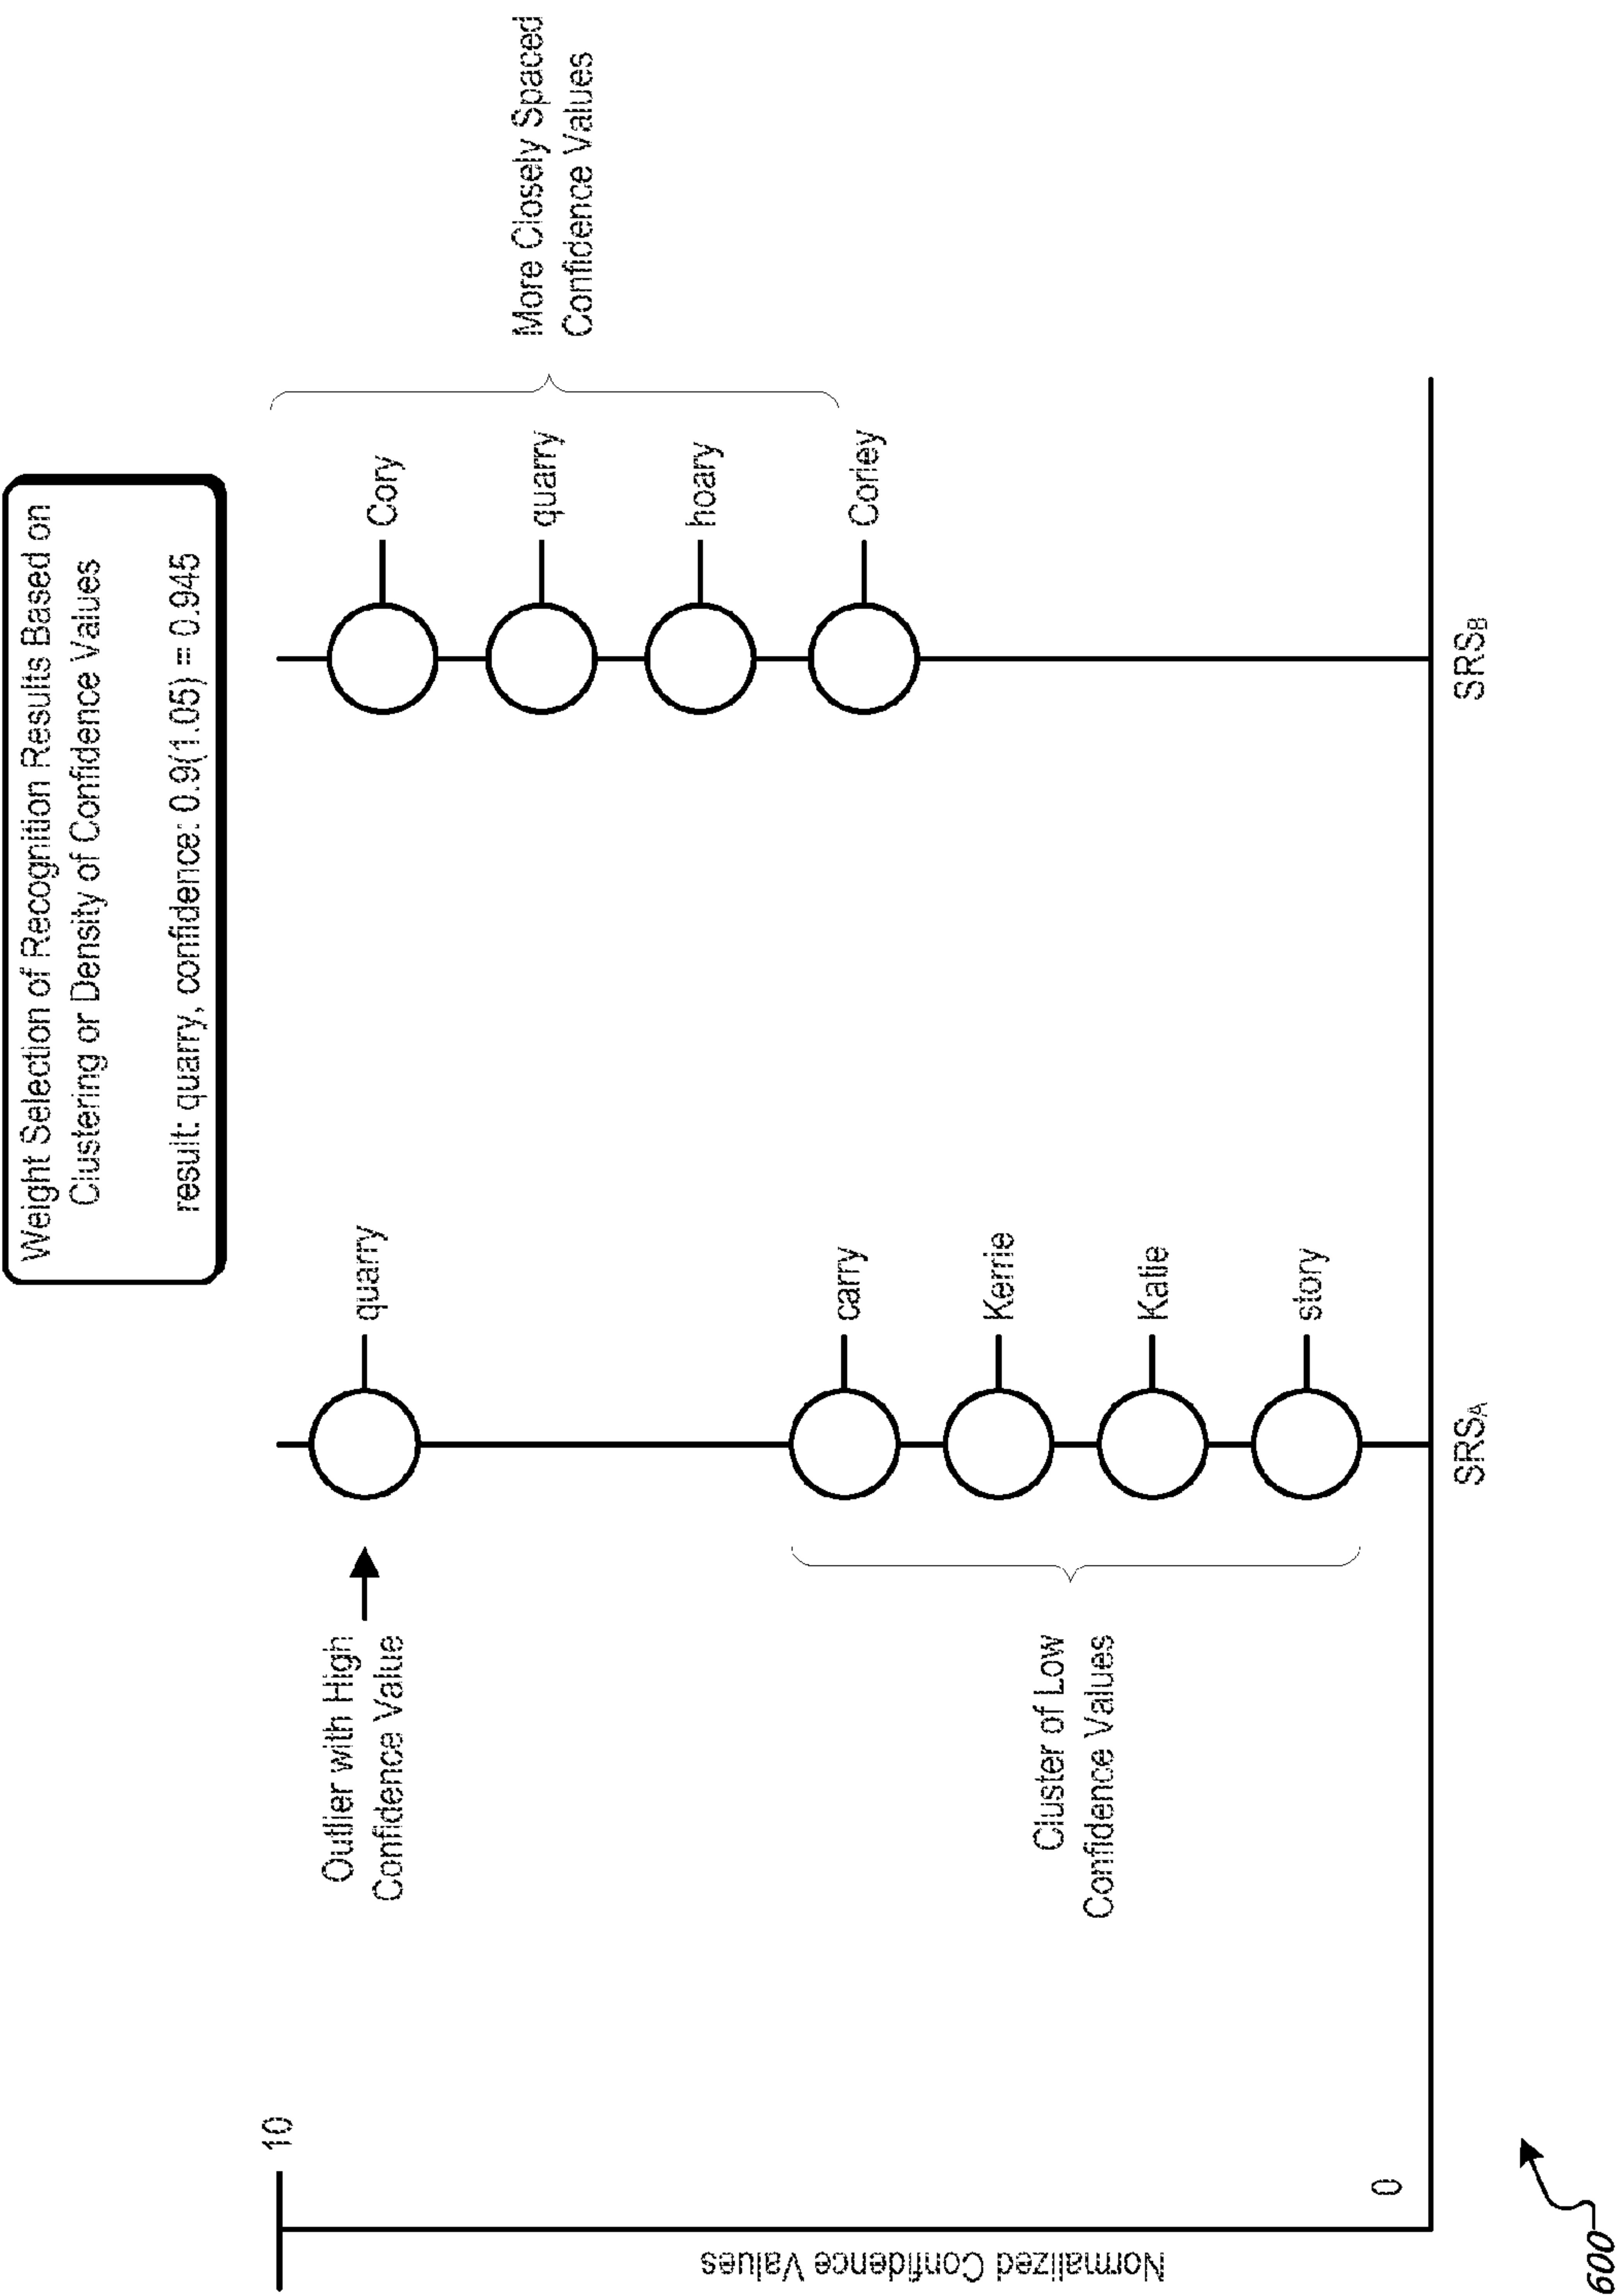 Weight Selection of Recognition Results Based on
Clustering or Density of Confidence Values
result: quarry, confidence: 0.9(1.05) = 0.945
10
Normalized Confidence Values
0
Outlier with High
Confidence Value
Cluster of Low
Confidence Values
quarry
carry
Kerrie
Katie
story
SRSA
Cory
quarry
hoary
Corley
More Closely Spaced
Confidence Values
SRSB
600